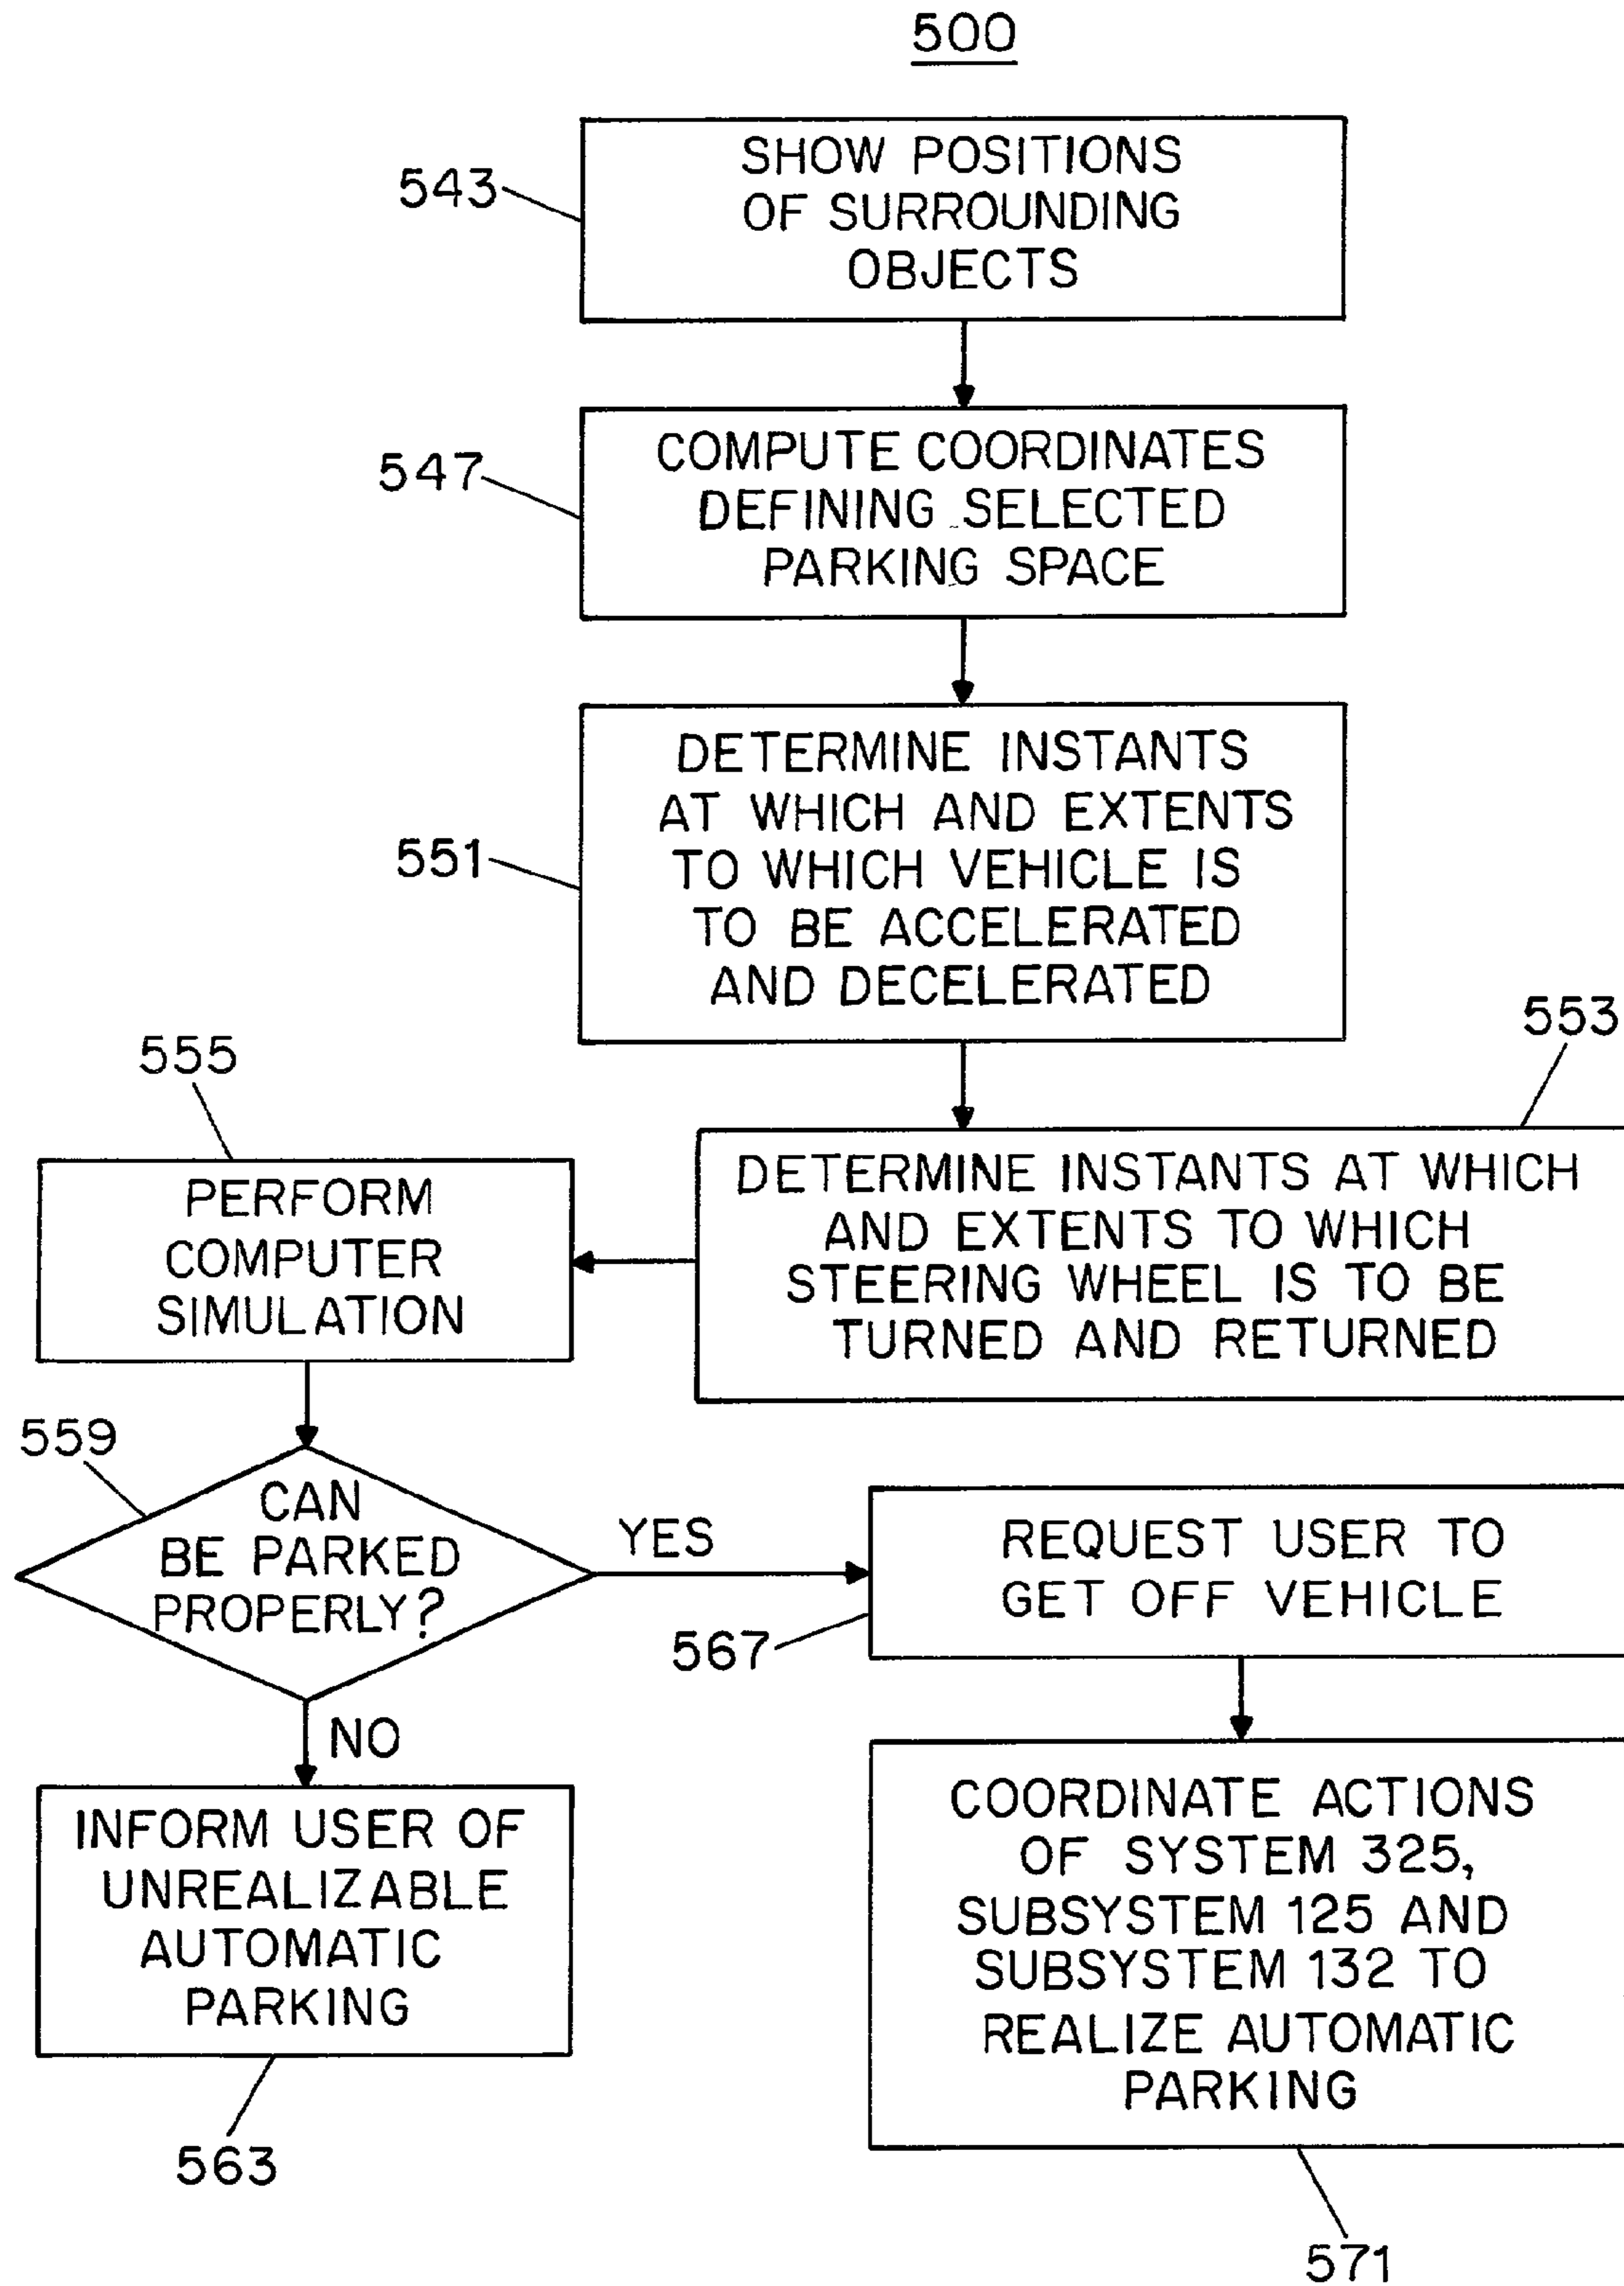 500
543
SHOW POSITIONS
OF SURROUNDING
OBJECTS
547
COMPUTE COORDINATES
DEFINING SELECTED
PARKING SPACE
551
DETERMINE INSTANTS
AT WHICH AND EXTENTS
TO WHICH VEHICLE IS
TO BE ACCELERATED
AND DECELERATED
553
DETERMINE INSTANTS AT WHICH
AND EXTENTS TO WHICH
STEERING WHEEL IS TO BE
TURNED AND RETURNED
555
PERFORM
COMPUTER
SIMULATION
559
CAN
BE PARKED
PROPERLY?
YES
NO
563
INFORM USER OF
UNREALIZABLE
AUTOMATIC
PARKING
567
REQUEST USER TO
GET OFF VEHICLE
COORDINATE ACTIONS
OF SYSTEM 325,
SUBSYSTEM 125 AND
SUBSYSTEM 132 TO
REALIZE AUTOMATIC
PARKING
571